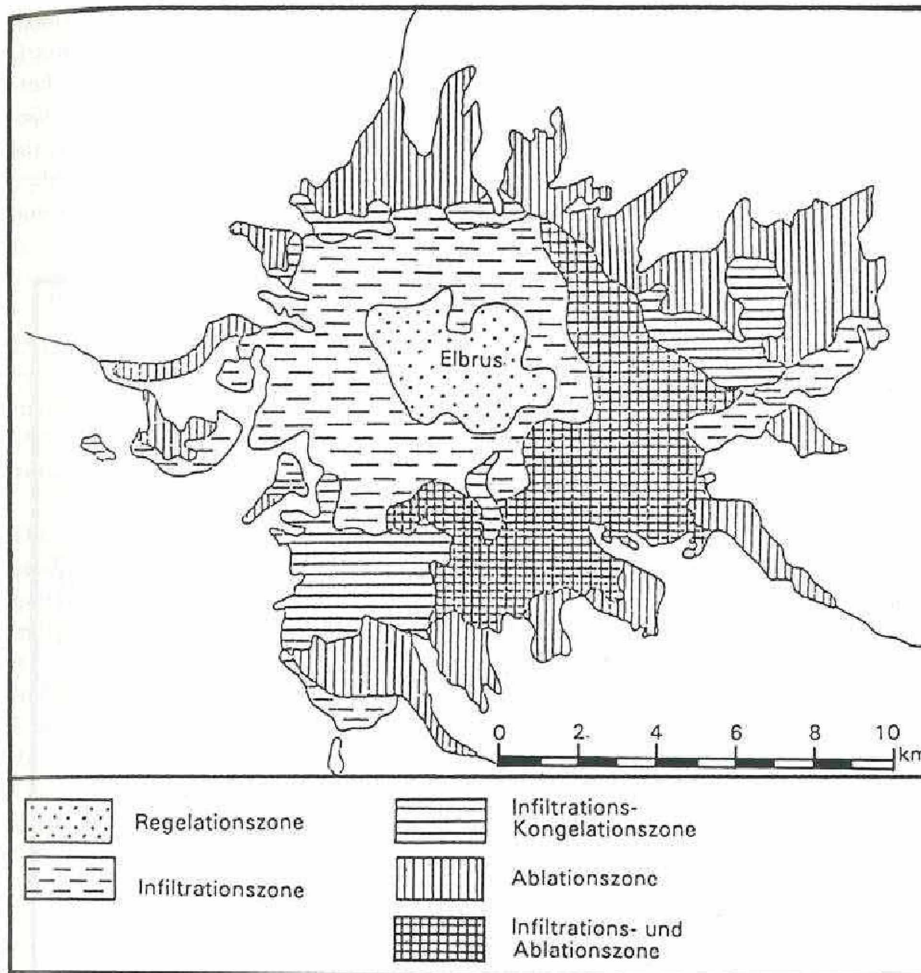 Elbrus
0 2. 4 6 8 10
km
Regelationszone
Infiltrationszone
Infiltrations-
Kongelationszone
Ablationszone
Infiltrations- und
Ablationszone